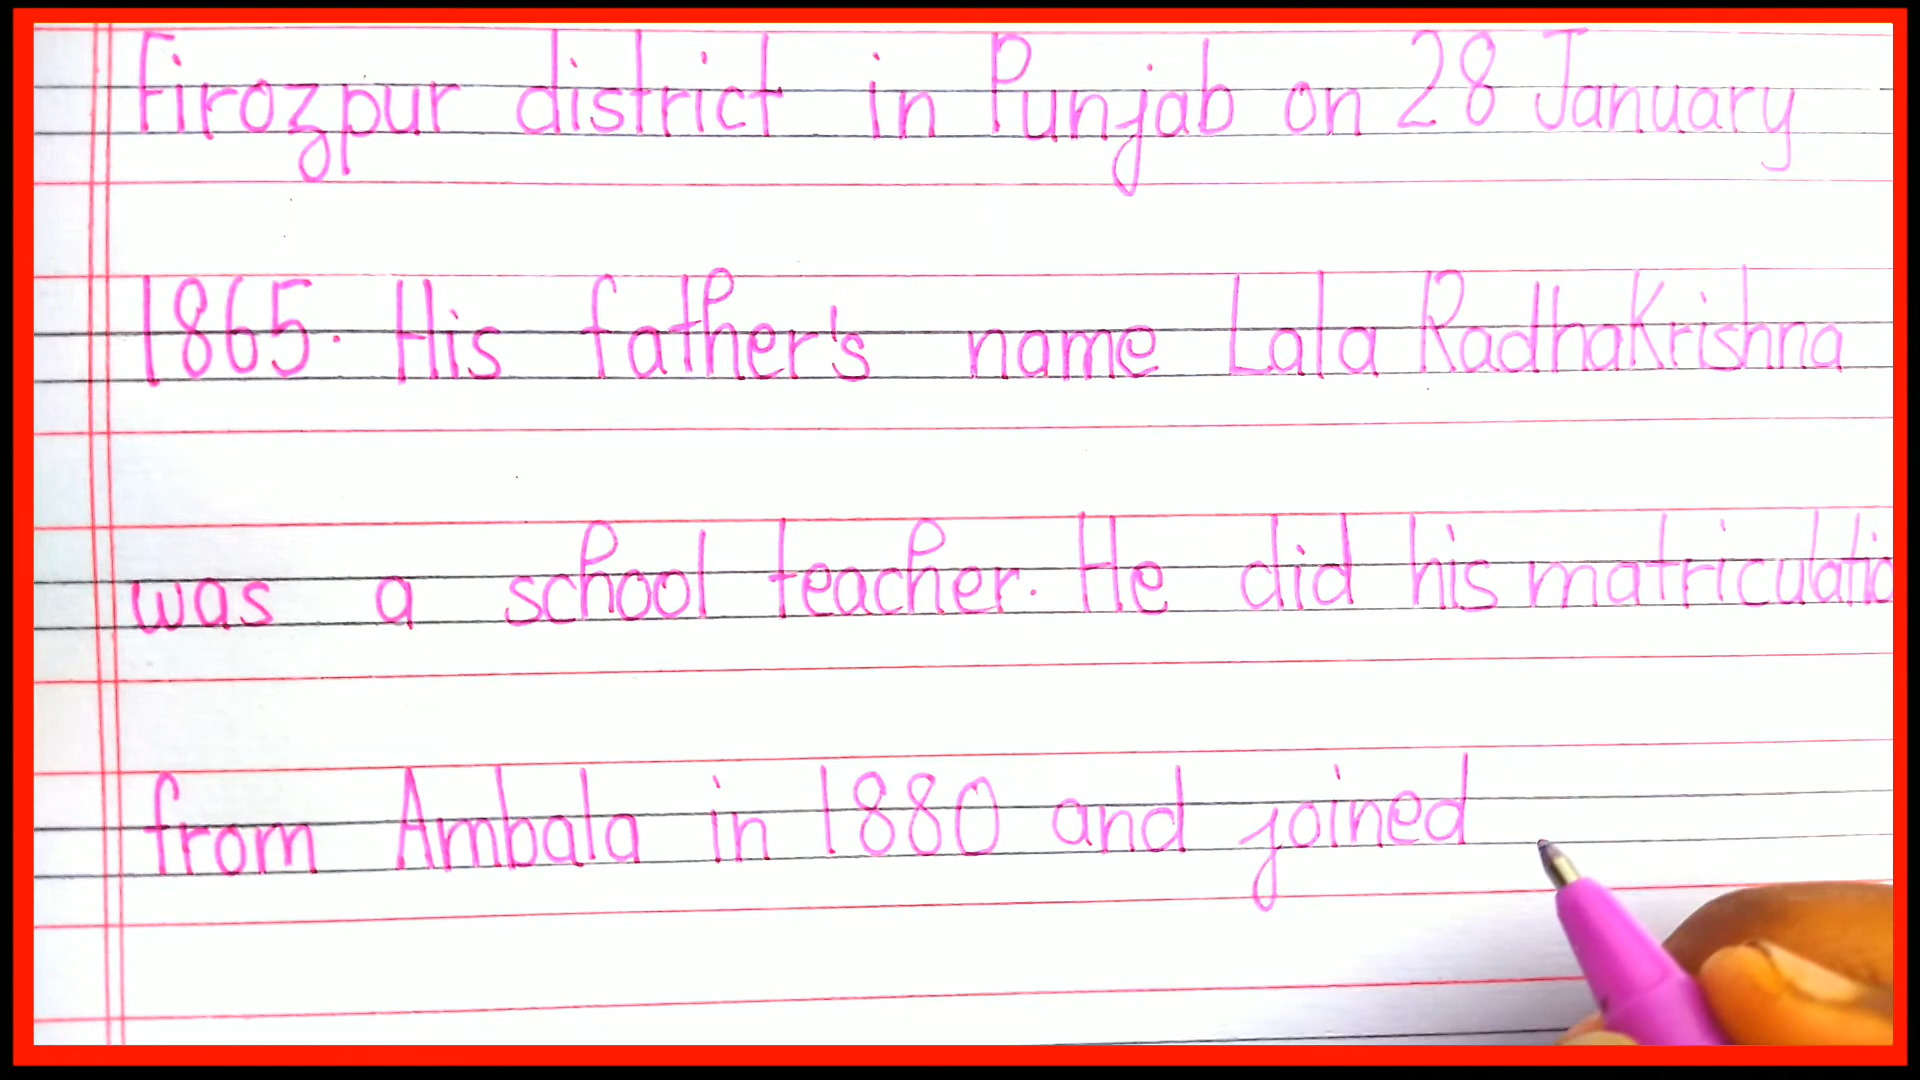 Firozpur district in Punjab on 28 January
1865. His father's name Lala RadhaKrishna
was a school teacher. He did his matriculatio
from Ambala in 1880 and joined